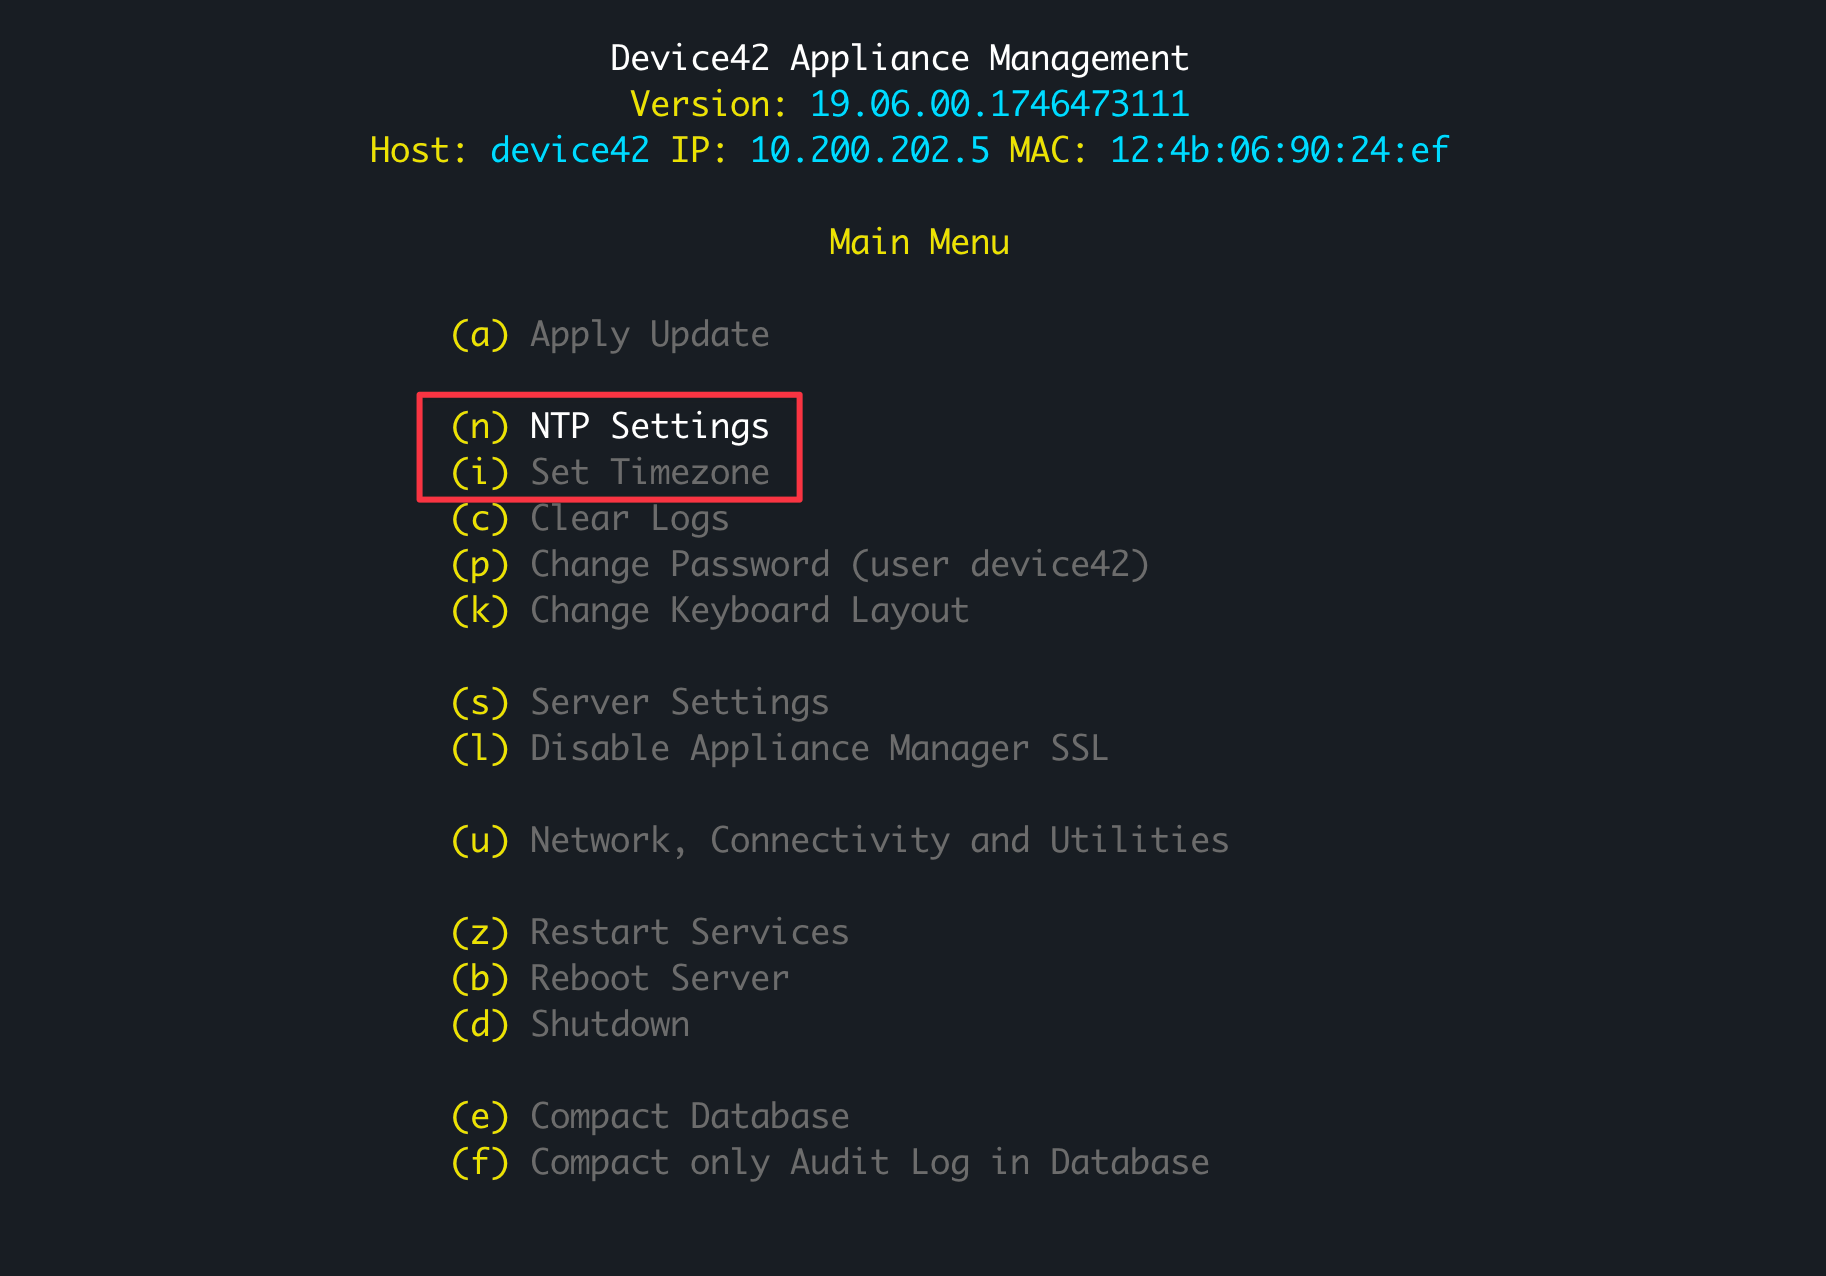 Device42 Appliance Management
Version: 19.06.00.1746473111
Host: device42 IP: 10.200.202.5 MAC: 12:4b:06:90:24:ef
Main Menu
(a) Apply Update
(n) NTP Settings
(i) Set Timezone
(c) Clear Logs
(p) Change Password (user device42)
(k) Change Keyboard Layout
(s) Server Settings
(l) Disable Appliance Manager SSL
(u) Network, Connectivity and Utilities
(z) Restart Services
(b) Reboot Server
(d) Shutdown
(e) Compact Database
(f) Compact only Audit Log in Database